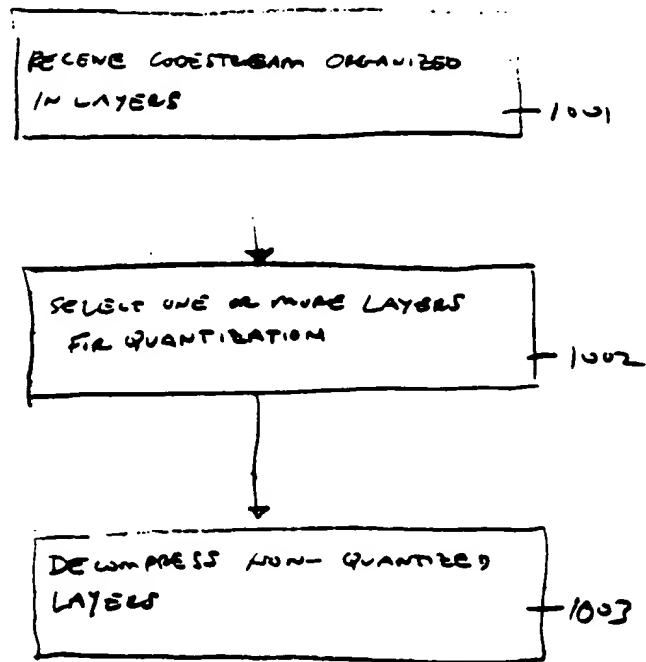 RECEIVE CODESTREAM ORGANIZED
IN LAYERS
1001
SELECT ONE OR MORE LAYERS
FOR QUANTIZATION
1002
DECOMPRESS NON-QUANTIZED
LAYERS
1003